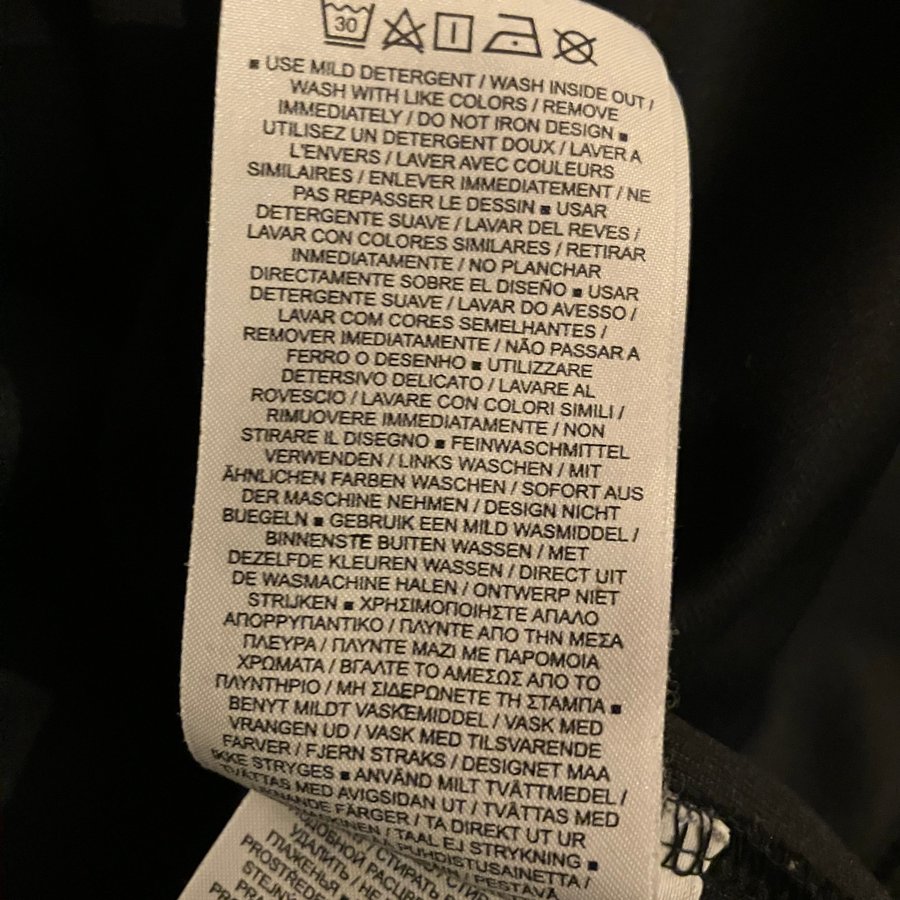 30
■ USE MILD DETERGENT / WASH INSIDE OUT /
WASH WITH LIKE COLORS / REMOVE
IMMEDIATELY / DO NOT IRON DESIGN ■
UTILISEZ UN DETERGENT DOUX / LAVER A
L'ENVERS / LAVER AVEC COULEURS
SIMILAIRES / ENLEVER IMMEDIATEMENT / NE
PAS REPASSER LE DESSIN ■ USAR
DETERGENTE SUAVE / LAVAR DEL REVES /
LAVAR CON COLORES SIMILARES / RETIRAR
INMEDIATAMENTE / NO PLANCHAR
DIRECTAMENTE SOBRE EL DISEÑO ■ USAR
DETERGENTE SUAVE / LAVAR DO AVESSO /
LAVAR COM CORES SEMELHANTES /
REMOVER IMEDIATAMENTE / NÃO PASSAR A
FERRO O DESENHO ■ UTILIZZARE
DETERSIVO DELICATO / LAVARE AL
ROVESCIO / LAVARE CON COLORI SIMILI /
RIMUOVERE IMMEDIATAMENTE / NON
STIRARE IL DISEGNO ■ FEINWASCHMITTEL
VERWENDEN / LINKS WASCHEN / MIT
ÄHNLICHEN FARBEN WASCHEN / SOFORT AUS
DER MASCHINE NEHMEN / DESIGN NICHT
BUEGELN ■ GEBRUIK EEN MILD WASMIDDEL /
BINNENSTE BUITEN WASSEN / MET
DEZELFDE KLEUREN WASSEN / DIRECT UIT
DE WASMACHINE HALEN / ONTWERP NIET
STRIJKEN ■ ΧΡΗΣΙΜΟΠΟΙΗΣΤΕ ΑΠΑΛΟ
ΑΠΟΡΡΥΠΑΝΤΙΚΟ / ΠΛΥΝΤΕ ΑΠΟ ΤΗΝ ΜΕΣΑ
ΠΛΕΥΡΑ / ΠΛΥΝΤΕ ΜΑΖΙ ΜΕ ΠΑΡΟΜΟΙΑ
ΧΡΩΜΑΤΑ / ΒΓΑΛΤΕ ΤΟ ΑΜΕΣΩΣ ΑΠΟ ΤΟ
ΠΛΥΝΤΗΡΙΟ / ΜΗ ΣΙΔΕΡΩΝΕΤΕ ΤΗ ΣΤΑΜΠΑ ■
BENYT MILDT VASKEMIDDEL / VASK MED
VRANGEN UD / VASK MED TILSVARENDE
FARVER / FJERN STRAKS / DESIGNET MAA
IKKE STRYGES ■ ANVÄND MILT TVÄTTMEDEL /
TVÄTTAS MED AVIGSIDAN UT / TVÄTTAS MED
FÄRGER / TA DIREKT UT UR
/ TAAL EJ STRYKNING ■
PUHDISTUSAINETTA /
PESTAVÄ
УДАЛИТЬ / НЕ
PROSTŘEDE
STEJNÝ